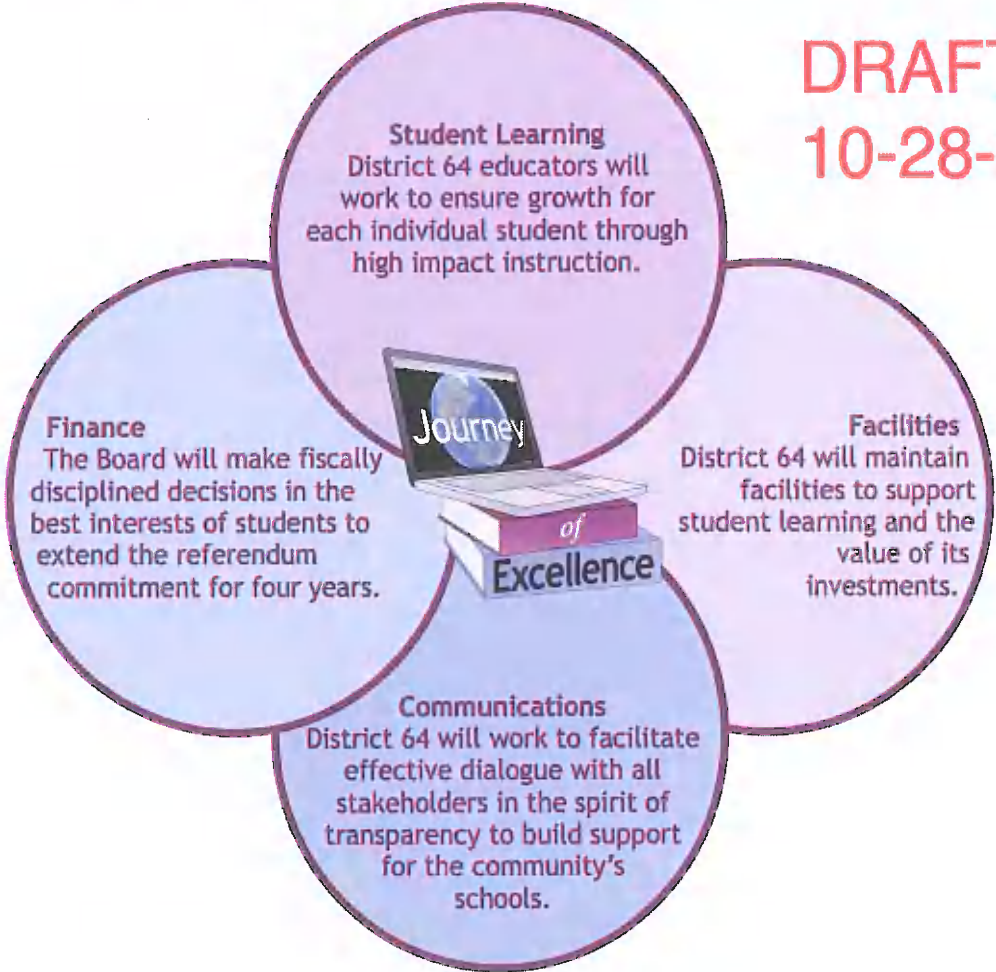 DRAFT
10-28-
Student Learning
District 64 educators will
work to ensure growth for
each individual student through
high impact instruction.
Finance
The Board will make fiscally
disciplined decisions in the
best interests of students to
extend the referendum
commitment for four years.
Journey
of
Excellence
Facilities
District 64 will maintain
facilities to support
student learning and the
value of its
investments.
Communications
District 64 will work to facilitate
effective dialogue with all
stakeholders in the spirit of
transparency to build support
for the community's
schools.